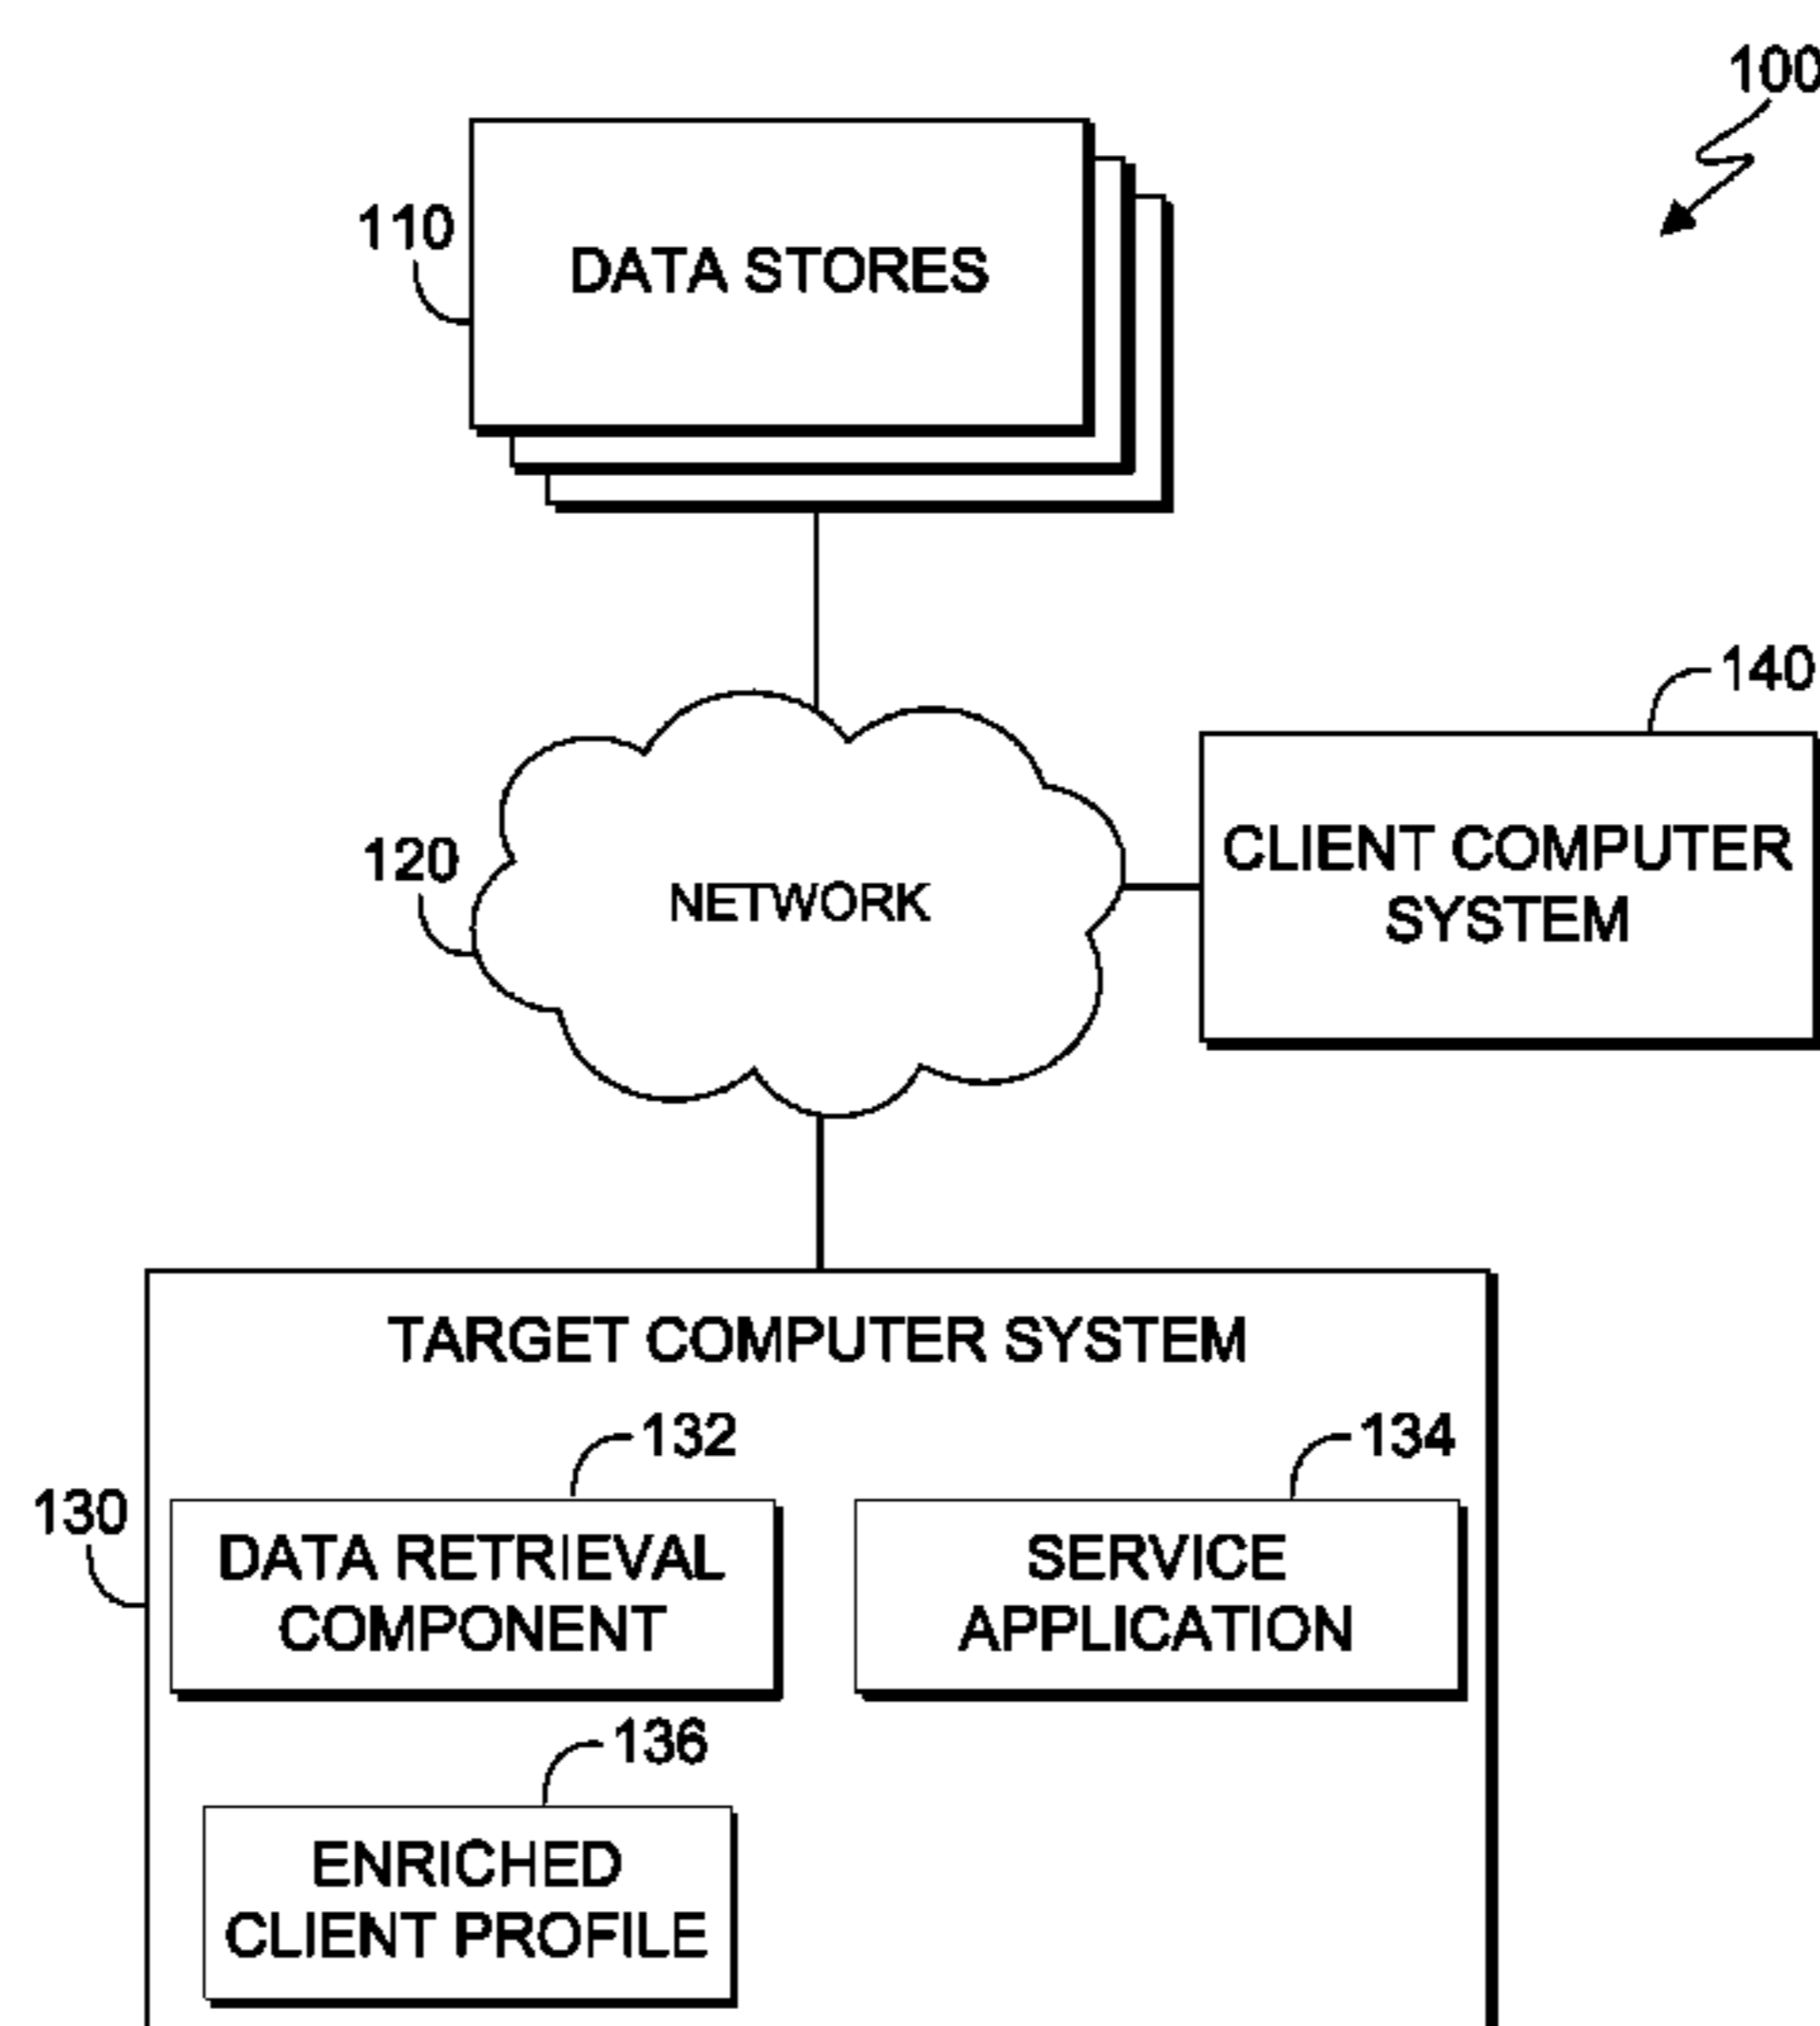 100
110
DATA STORES
140
120
NETWORK
CLIENT COMPUTER
SYSTEM
TARGET COMPUTER SYSTEM
132
134
130
DATA RETRIEVAL
COMPONENT
SERVICE
APPLICATION
136
ENRICHED
CLIENT PROFILE